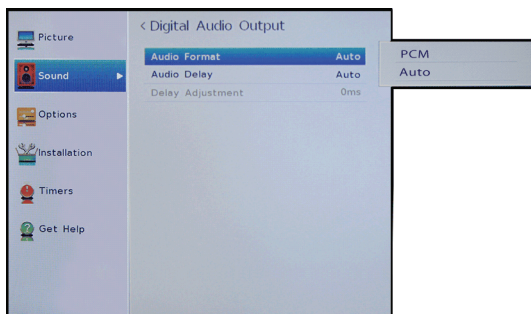 Picture
Sound
Options
Installation
Timers
Get Help
< Digital Audio Output
Audio Format Auto
Audio Delay Auto
Delay Adjustment 0ms
PCM
Auto